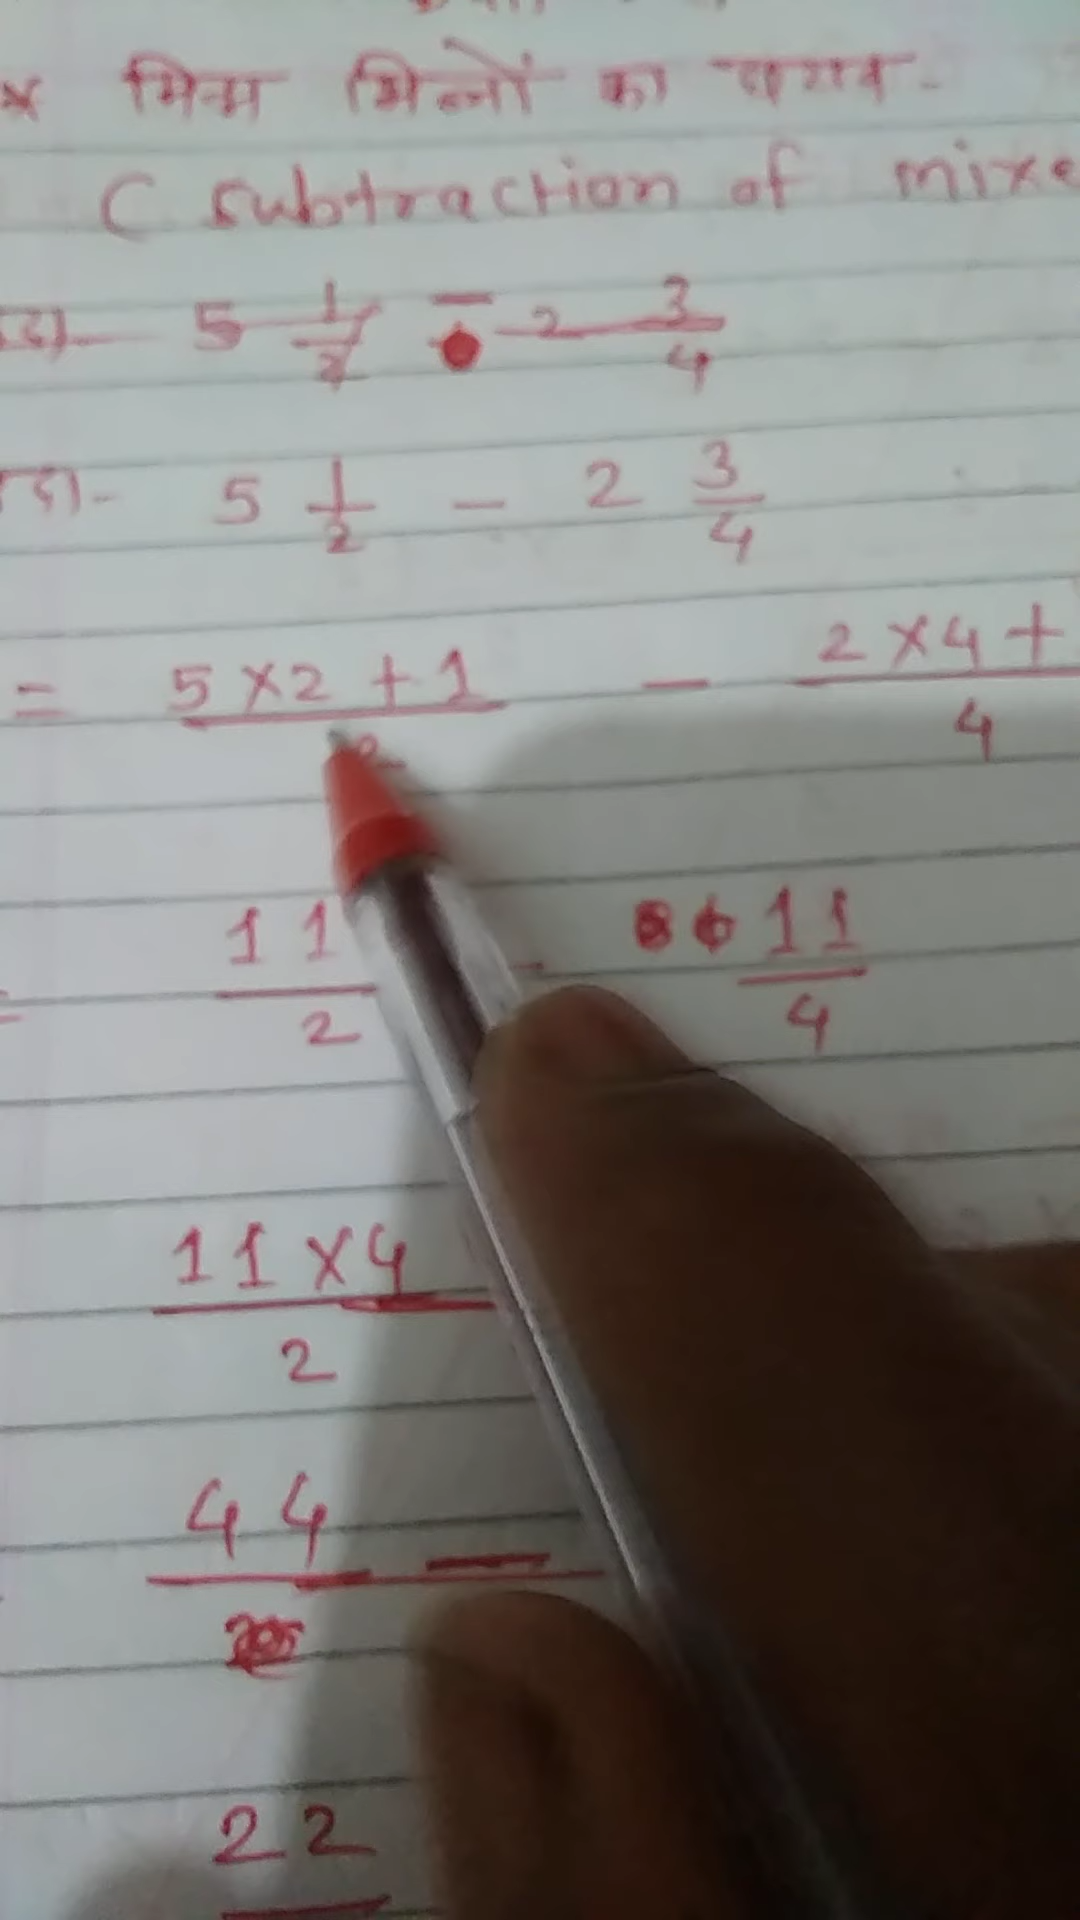 * मिश्र भिन्नों का घटाव -
( Subtraction of mixe
5 1/2 - 2 3/4
5 1/2 - 2 3/4
= 5 × 2 + 1 / 2 - 2 × 4 + / 4
= 11 / 2 - 11 / 4
11 × 4 / 2
44 -
22